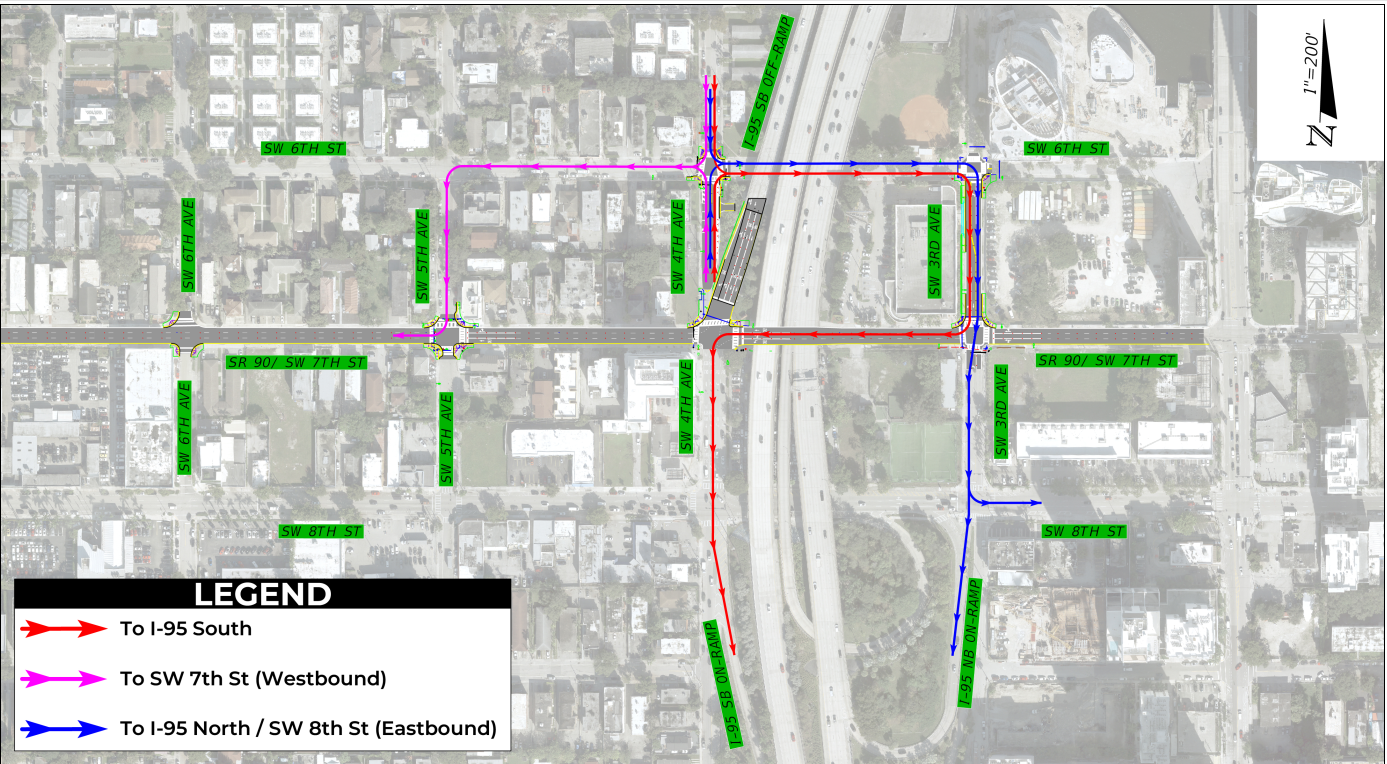 I-95 SB OFF-RAMP
1"=200'
N
SW 6TH ST
SW 6TH ST
SW 6TH AVE
SW 5TH AVE
SW 4TH AVE
SW 3RD AVE
SR 90/ SW 7TH ST
SR 90/ SW 7TH ST
SW 6TH AVE
SW 5TH AVE
SW 4TH AVE
SW 3RD AVE
SW 8TH ST
SW 8TH ST
I-95 SB ON-RAMP
I-95 NB ON-RAMP
LEGEND
To I-95 South
To SW 7th St (Westbound)
To I-95 North / SW 8th St (Eastbound)